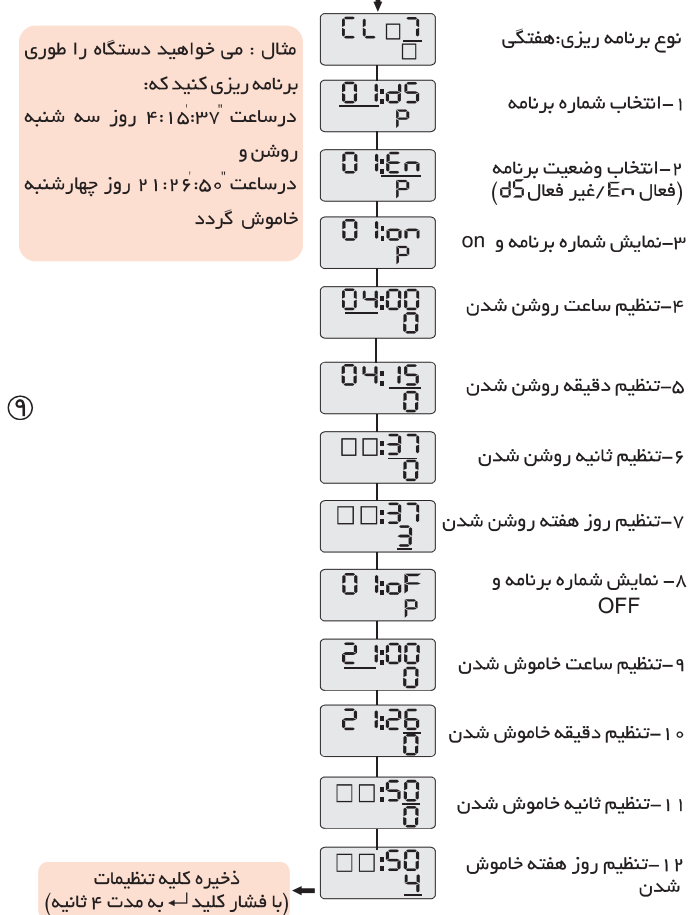 نوع برنامه ریزی:هفتگی
CL □7
□
مثال : می خواهید دستگاه را طوری
برنامه ریزی کنید که:
درساعت ۴:۱۵َ:۳۷ً روز سه شنبه
روشن و
درساعت ۲۱:۲۶َ:۵۰ً روز چهارشنبه
خاموش گردد
۱-انتخاب شماره برنامه
01:dS
P
۲-انتخاب وضعیت برنامه
(فعال En/غیر فعال dS)
01:En
P
۳-نمایش شماره برنامه و on
01:on
P
۴-تنظیم ساعت روشن شدن
04:00
0
۵-تنظیم دقیقه روشن شدن
04:15
0
۶-تنظیم ثانیه روشن شدن
□□:37
0
۷-تنظیم روز هفته روشن شدن
□□:37
3
۸- نمایش شماره برنامه و
OFF
01:oF
P
۹-تنظیم ساعت خاموش شدن
21:00
0
۱۰-تنظیم دقیقه خاموش شدن
21:26
0
۱۱-تنظیم ثانیه خاموش شدن
□□:50
0
۱۲-تنظیم روز هفته خاموش
شدن
□□:50
4
ذخیره کلیه تنظیمات
(با فشار کلید ↵ به مدت ۴ ثانیه)
۹